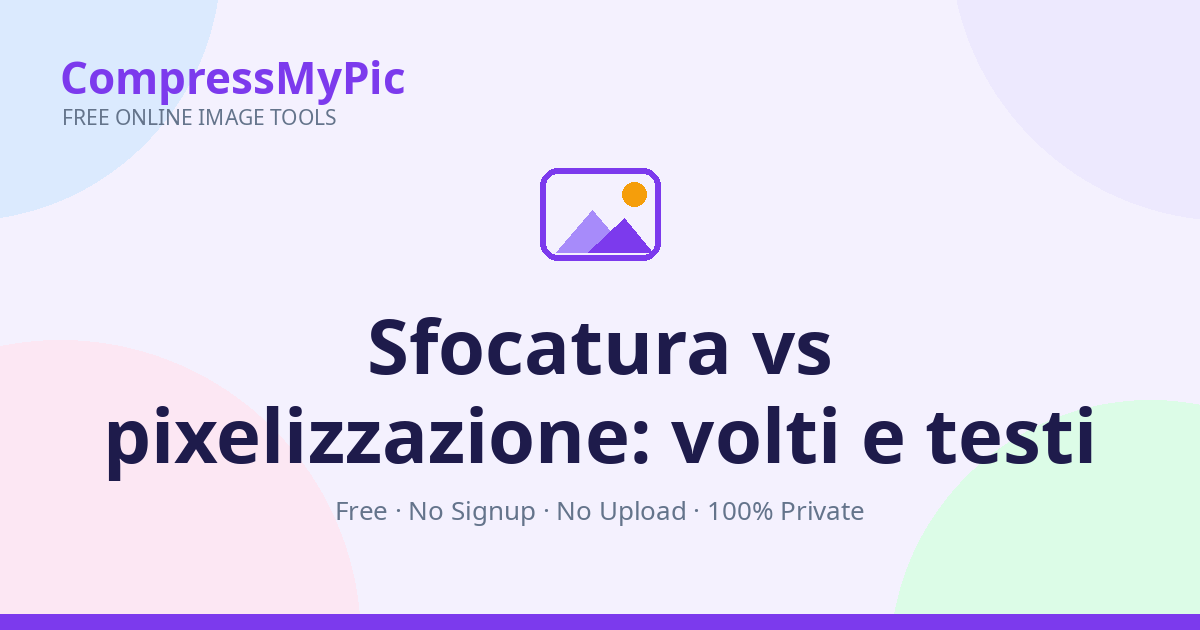 CompressMyPic
FREE ONLINE IMAGE TOOLS
Sfocatura vs
pixelizzazione: volti e testi
Free · No Signup · No Upload · 100% Private